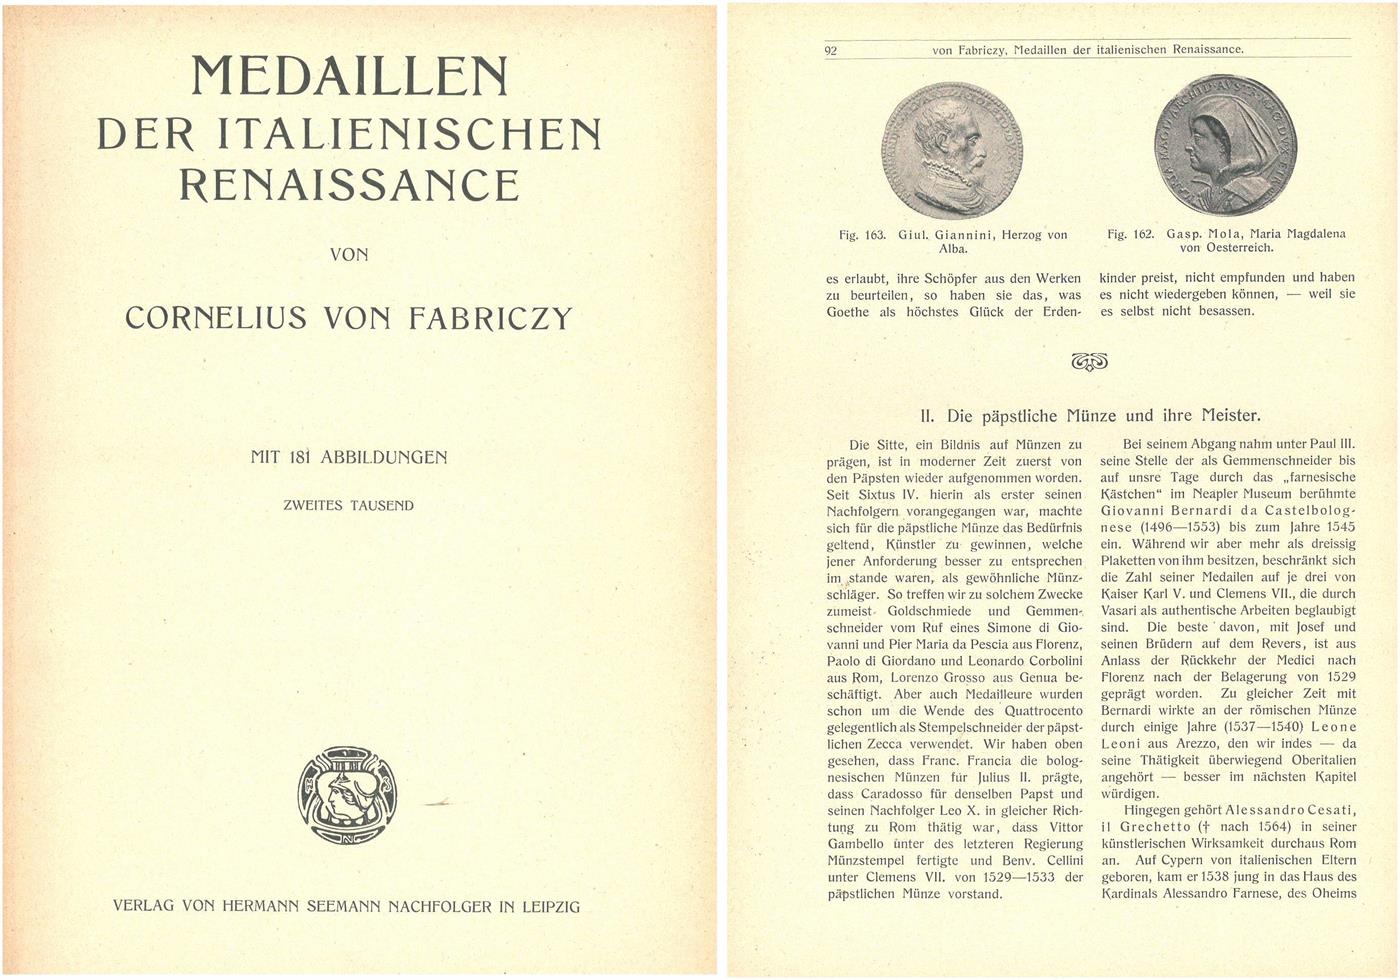 MEDAILLEN
DER ITALIENISCHEN
RENAISSANCE
VON
CORNELIUS VON FABRICZY
MIT 181 ABBILDUNGEN
ZWEITES TAUSEND
VERLAG VON HERMANN SEEMANN NACHFOLGER IN LEIPZIG
92
von Fabriczy, Medaillen der italienischen Renaissance.
Fig. 163. Giul. Giannini, Herzog von
Alba.
Fig. 162. Gasp. Mola, Maria Magdalena
von Oesterreich.
es erlaubt, ihre Schöpfer aus den Werken
zu beurteilen, so haben sie das, was
Goethe als höchstes Glück der Erden-
kinder preist, nicht empfunden und haben
es nicht wiedergeben können, — weil sie
es selbst nicht besassen.
II. Die päpstliche Münze und ihre Meister.
Die Sitte, ein Bildnis auf Münzen zu
prägen, ist in moderner Zeit zuerst von
den Päpsten wieder aufgenommen worden.
Seit Sixtus IV. hierin als erster seinen
Nachfolgern vorangegangen war, machte
sich für die päpstliche Münze das Bedürfnis
geltend, Künstler zu gewinnen, welche
jener Anforderung besser zu entsprechen
im stande waren, als gewöhnliche Münz-
schläger. So treffen wir zu solchem Zwecke
zumeist Goldschmiede und Gemmen-
schneider vom Ruf eines Simone di Gio-
vanni und Pier Maria da Pescia aus Florenz,
Paolo di Giordano und Leonardo Corbolini
aus Rom, Lorenzo Grosso aus Genua be-
schäftigt. Aber auch Medailleure wurden
schon um die Wende des Quattrocento
gelegentlich als Stempelschneider der päpst-
lichen Zecca verwendet. Wir haben oben
gesehen, dass Franc. Francia die bolog-
nesischen Münzen für Julius II. prägte,
dass Caradosso für denselben Papst und
seinen Nachfolger Leo X. in gleicher Rich-
tung zu Rom thätig war, dass Vittor
Gambello unter des letzteren Regierung
Münzstempel fertigte und Benv. Cellini
unter Clemens VII. von 1529—1533 der
päpstlichen Münze vorstand.
Bei seinem Abgang nahm unter Paul III.
seine Stelle der als Gemmenschneider bis
auf unsre Tage durch das „farnesische
Kästchen“ im Neapler Museum berühmte
Giovanni Bernardi da Castelbolog-
nese (1496—1553) bis zum Jahre 1545
ein. Während wir aber mehr als dreissig
Plaketten von ihm besitzen, beschränkt sich
die Zahl seiner Medailen auf je drei von
Kaiser Karl V. und Clemens VII., die durch
Vasari als authentische Arbeiten beglaubigt
sind. Die beste davon, mit Josef und
seinen Brüdern auf dem Revers, ist aus
Anlass der Rückkehr der Medici nach
Florenz nach der Belagerung von 1529
geprägt worden. Zu gleicher Zeit mit
Bernardi wirkte an der römischen Münze
durch einige Jahre (1537—1540) Leone
Leoni aus Arezzo, den wir indes — da
seine Thätigkeit überwiegend Oberitalien
angehört — besser im nächsten Kapitel
würdigen.
Hingegen gehört Alessandro Cesati,
il Grechetto († nach 1564) in seiner
künstlerischen Wirksamkeit durchaus Rom
an. Auf Cypern von italienischen Eltern
geboren, kam er 1538 jung in das Haus des
Kardinals Alessandro Farnese, des Oheims